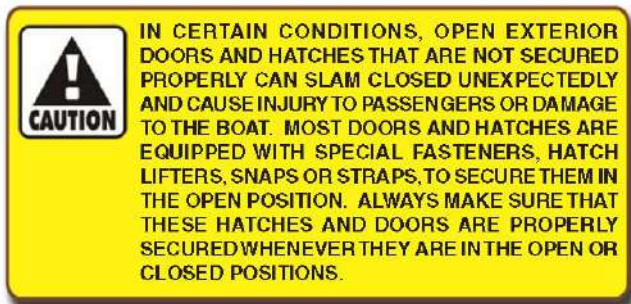 IN CERTAIN CONDITIONS, OPEN EXTERIOR
DOORS AND HATCHES THAT ARE NOT SECURED
PROPERLY CAN SLAM CLOSED UNEXPECTEDLY
AND CAUSE INJURY TO PASSENGERS OR DAMAGE
TO THE BOAT. MOST DOORS AND HATCHES ARE
EQUIPPED WITH SPECIAL FASTENERS, HATCH
LIFTERS, SNAPS OR STRAPS, TO SECURE THEM IN
THE OPEN POSITION. ALWAYS MAKE SURE THAT
THESE HATCHES AND DOORS ARE PROPERLY
SECURED WHENEVER THEY ARE IN THE OPEN OR
CLOSED POSITIONS.
CAUTION